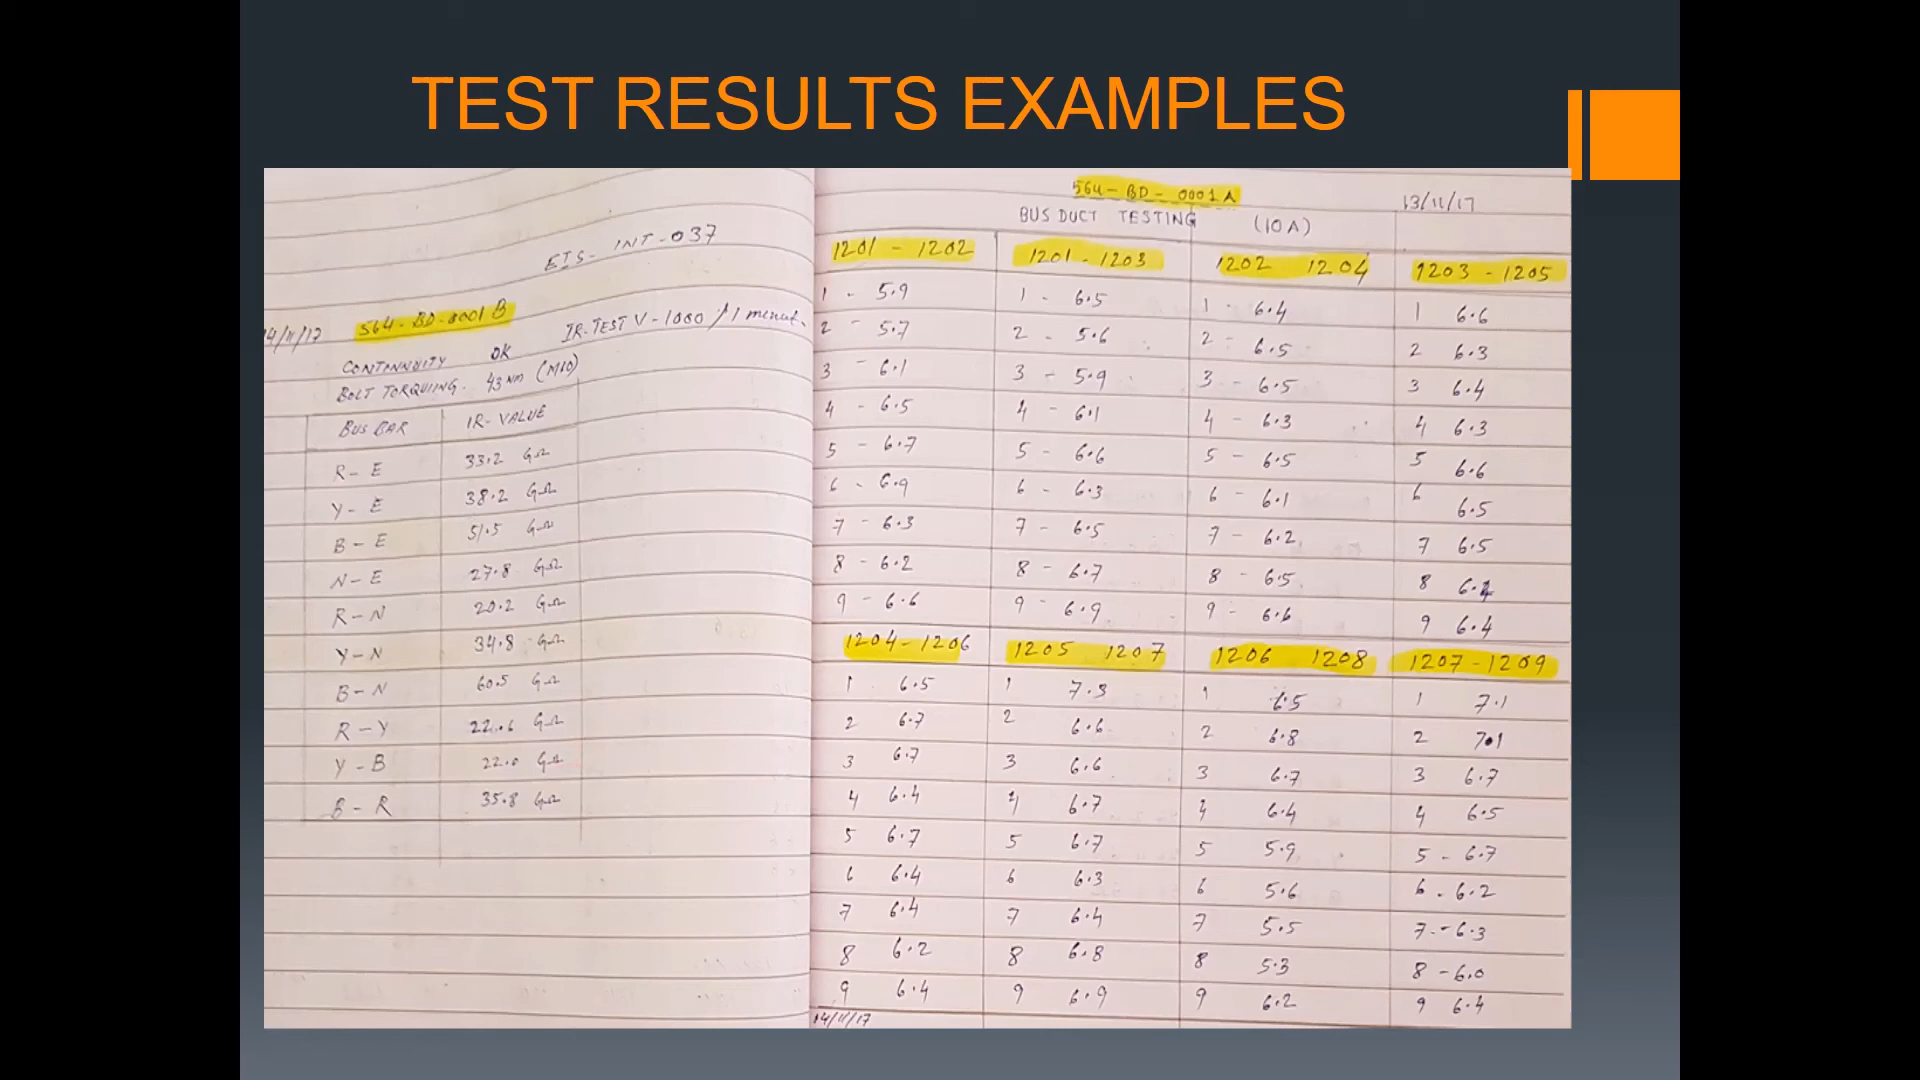 TEST RESULTS EXAMPLES
EIS- INT-037
14/11/17 564-BD-0001 B IR-TEST V-1000 / 1 minut.
CONTANNUITY OK
BOLT TORQUIING. 43 NM (M10)
BUS BAR IR-VALUE
R-E 33.2 GΩ
Y-E 38.2 GΩ
B-E 51.5 GΩ
N-E 27.8 GΩ
R-N 20.2 GΩ
Y-N 34.8 GΩ
B-N 60.5 GΩ
R-Y 22.6 GΩ
Y-B 22.0 GΩ
B-R 35.8 GΩ
564-BD-0001A 13/11/17
BUS DUCT TESTING (10A)
1201 - 1202 1201-1203 1202 1204 1203-1205
1 - 5.9 1 - 6.5 1 - 6.4 1 6.6
2 - 5.7 2 - 5.6 2 - 6.5 2 6.3
3 - 6.1 3 - 5.9 3 - 6.5 3 6.4
4 - 6.5 4 - 6.1 4 - 6.3 4 6.3
5 - 6.7 5 - 6.6 5 - 6.5 5 6.6
6 - 6.9 6 - 6.3 6 - 6.1 6 6.5
7 - 6.3 7 - 6.5 7 - 6.2 7 6.5
8 - 6.2 8 - 6.7 8 - 6.5 8
9 - 6.6 9 - 6.9 9 - 6.6 9 6.4
1204-1206 1205 1207 1206 1208 1207-1209
1 6.5 1 7.3 1 6.5 1 7.1
2 6.7 2 6.6 2 6.8 2 7.1
3 6.7 3 6.6 3 6.7 3 6.7
4 6.4 4 6.7 4 6.4 4 6.5
5 6.7 5 6.7 5 5.9 5 - 6.7
6 6.4 6 6.3 6 5.6 6 - 6.2
7 6.4 7 6.4 7 5.5 7 - 6.3
8 6.2 8 6.8 8 5.3 8 - 6.0
9 6.4 9 6.9 9 6.2 9 6.4
14/11/17